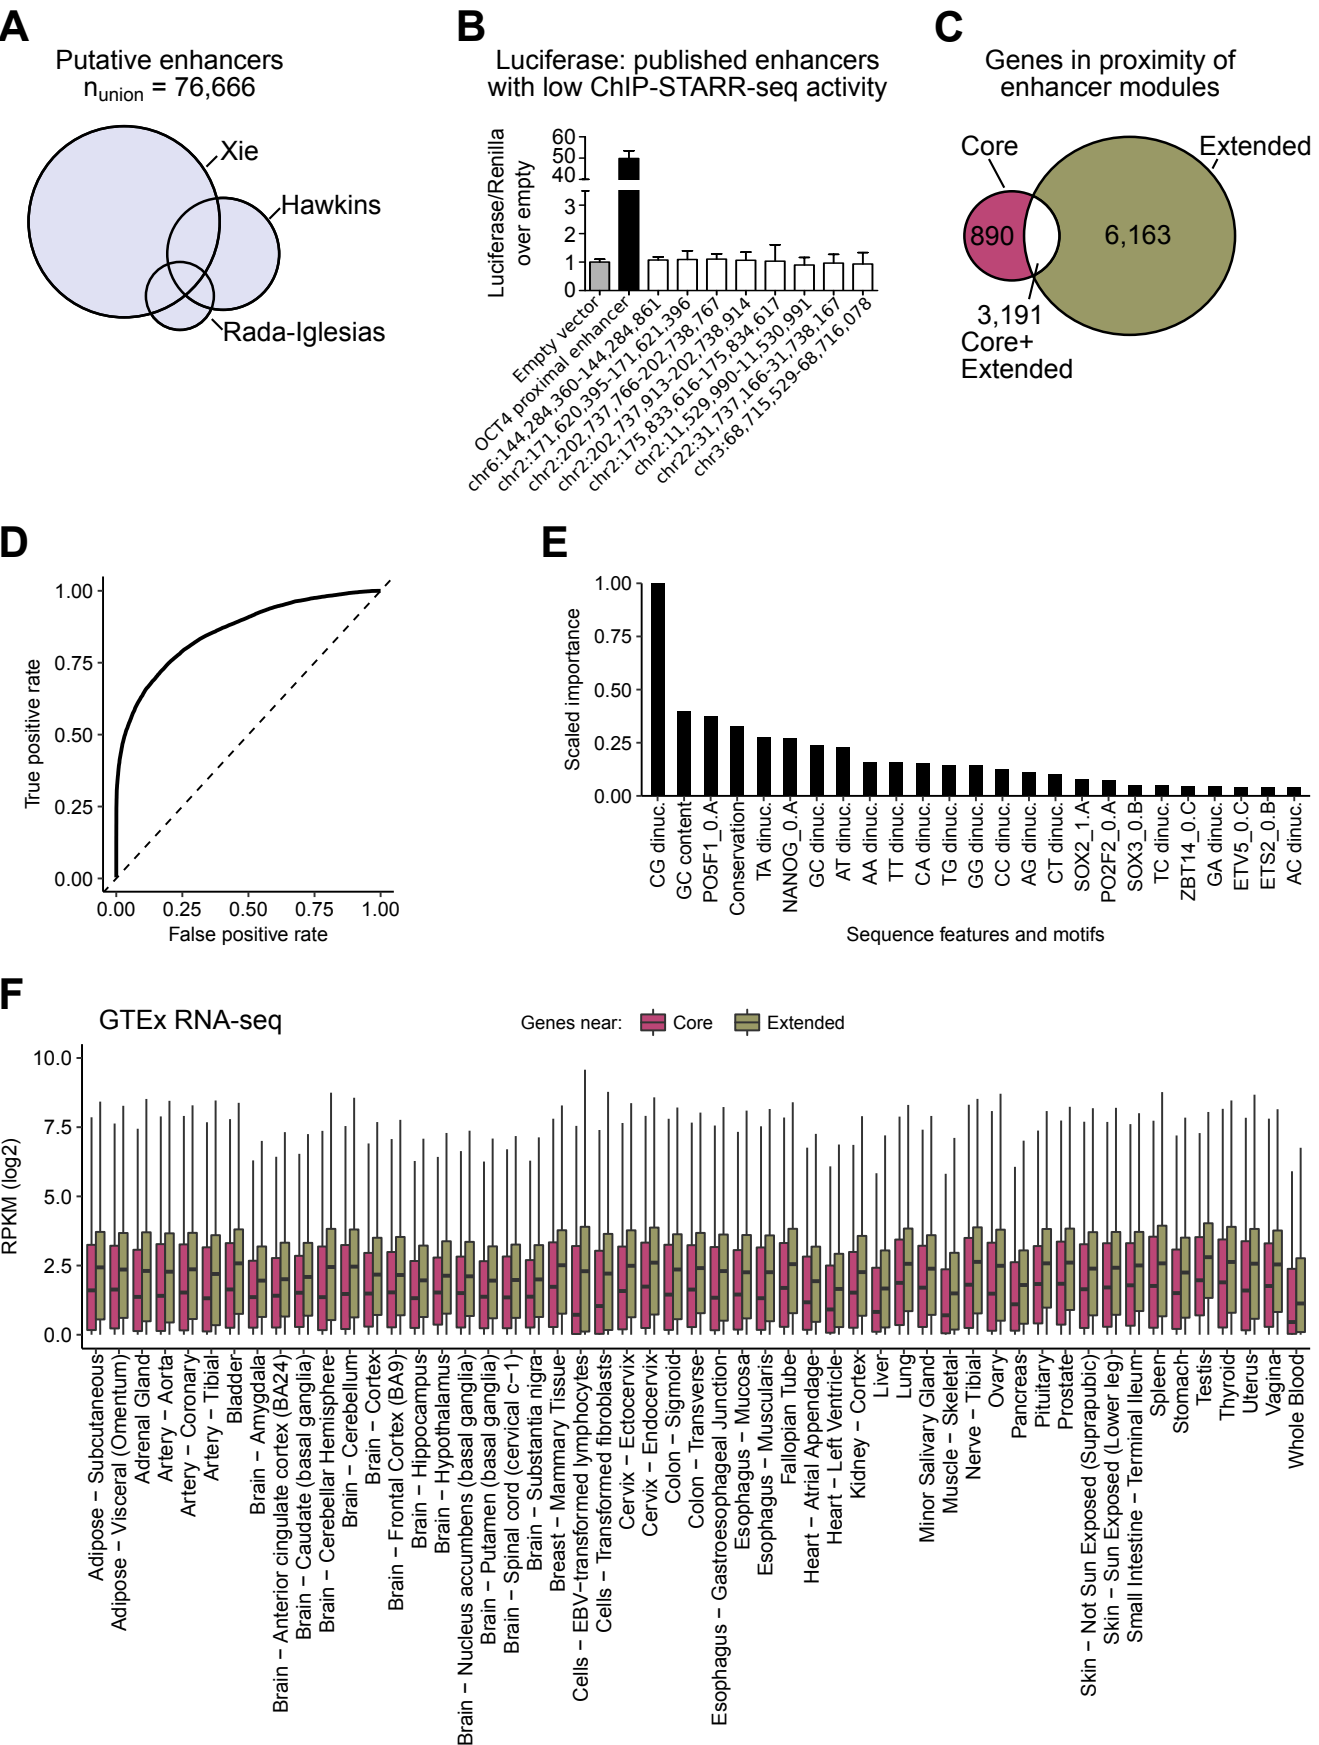 A
Putative enhancers
nunion = 76,666
Xie
Hawkins
Rada-Iglesias
B
Luciferase: published enhancers
with low ChIP-STARR-seq activity
Luciferase/Renilla
over empty
60
50
40
3
2
1
0
Empty vector
OCT4 proximal enhancer
chr6:144,284,360-144,284,861
chr2:171,620,395-171,621,396
chr2:202,737,766-202,738,767
chr2:202,737,913-202,738,914
chr2:175,833,616-175,834,617
chr2:11,529,990-11,530,991
chr22:31,737,166-31,738,167
chr3:68,715,529-68,716,078
C
Genes in proximity of
enhancer modules
Core
Extended
890
6,163
3,191
Core+
Extended
D
True positive rate
1.00
0.75
0.50
0.25
0.00
0.00 0.25 0.50 0.75 1.00
False positive rate
E
Scaled importance
1.00
0.75
0.50
0.25
0.00
CG dinuc.
GC content
PO5F1_0.A
Conservation
TA dinuc.
NANOG_0.A
GC dinuc.
AT dinuc.
AA dinuc.
TT dinuc.
CA dinuc.
TG dinuc.
GG dinuc.
CC dinuc.
AG dinuc.
CT dinuc.
SOX2_1.A
PO2F2_0.A
SOX3_0.B
TC dinuc.
ZBT14_0.C
GA dinuc.
ETV5_0.C
ETS2_0.B
AC dinuc.
Sequence features and motifs
F
GTEx RNA-seq
Genes near: Core Extended
RPKM (log2)
10.0
7.5
5.0
2.5
0.0
Adipose − Subcutaneous
Adipose − Visceral (Omentum)
Adrenal Gland
Artery − Aorta
Artery − Coronary
Artery − Tibial
Bladder
Brain − Amygdala
Brain − Anterior cingulate cortex (BA24)
Brain − Caudate (basal ganglia)
Brain − Cerebellar Hemisphere
Brain − Cerebellum
Brain − Cortex
Brain − Frontal Cortex (BA9)
Brain − Hippocampus
Brain − Hypothalamus
Brain − Nucleus accumbens (basal ganglia)
Brain − Putamen (basal ganglia)
Brain − Spinal cord (cervical c−1)
Brain − Substantia nigra
Breast − Mammary Tissue
Cells − EBV−transformed lymphocytes
Cells − Transformed fibroblasts
Cervix − Ectocervix
Cervix − Endocervix
Colon − Sigmoid
Colon − Transverse
Esophagus − Gastroesophageal Junction
Esophagus − Mucosa
Esophagus − Muscularis
Fallopian Tube
Heart − Atrial Appendage
Heart − Left Ventricle
Kidney − Cortex
Liver
Lung
Minor Salivary Gland
Muscle − Skeletal
Nerve − Tibial
Ovary
Pancreas
Pituitary
Prostate
Skin − Not Sun Exposed (Suprapubic)
Skin − Sun Exposed (Lower leg)
Small Intestine − Terminal Ileum
Spleen
Stomach
Testis
Thyroid
Uterus
Vagina
Whole Blood